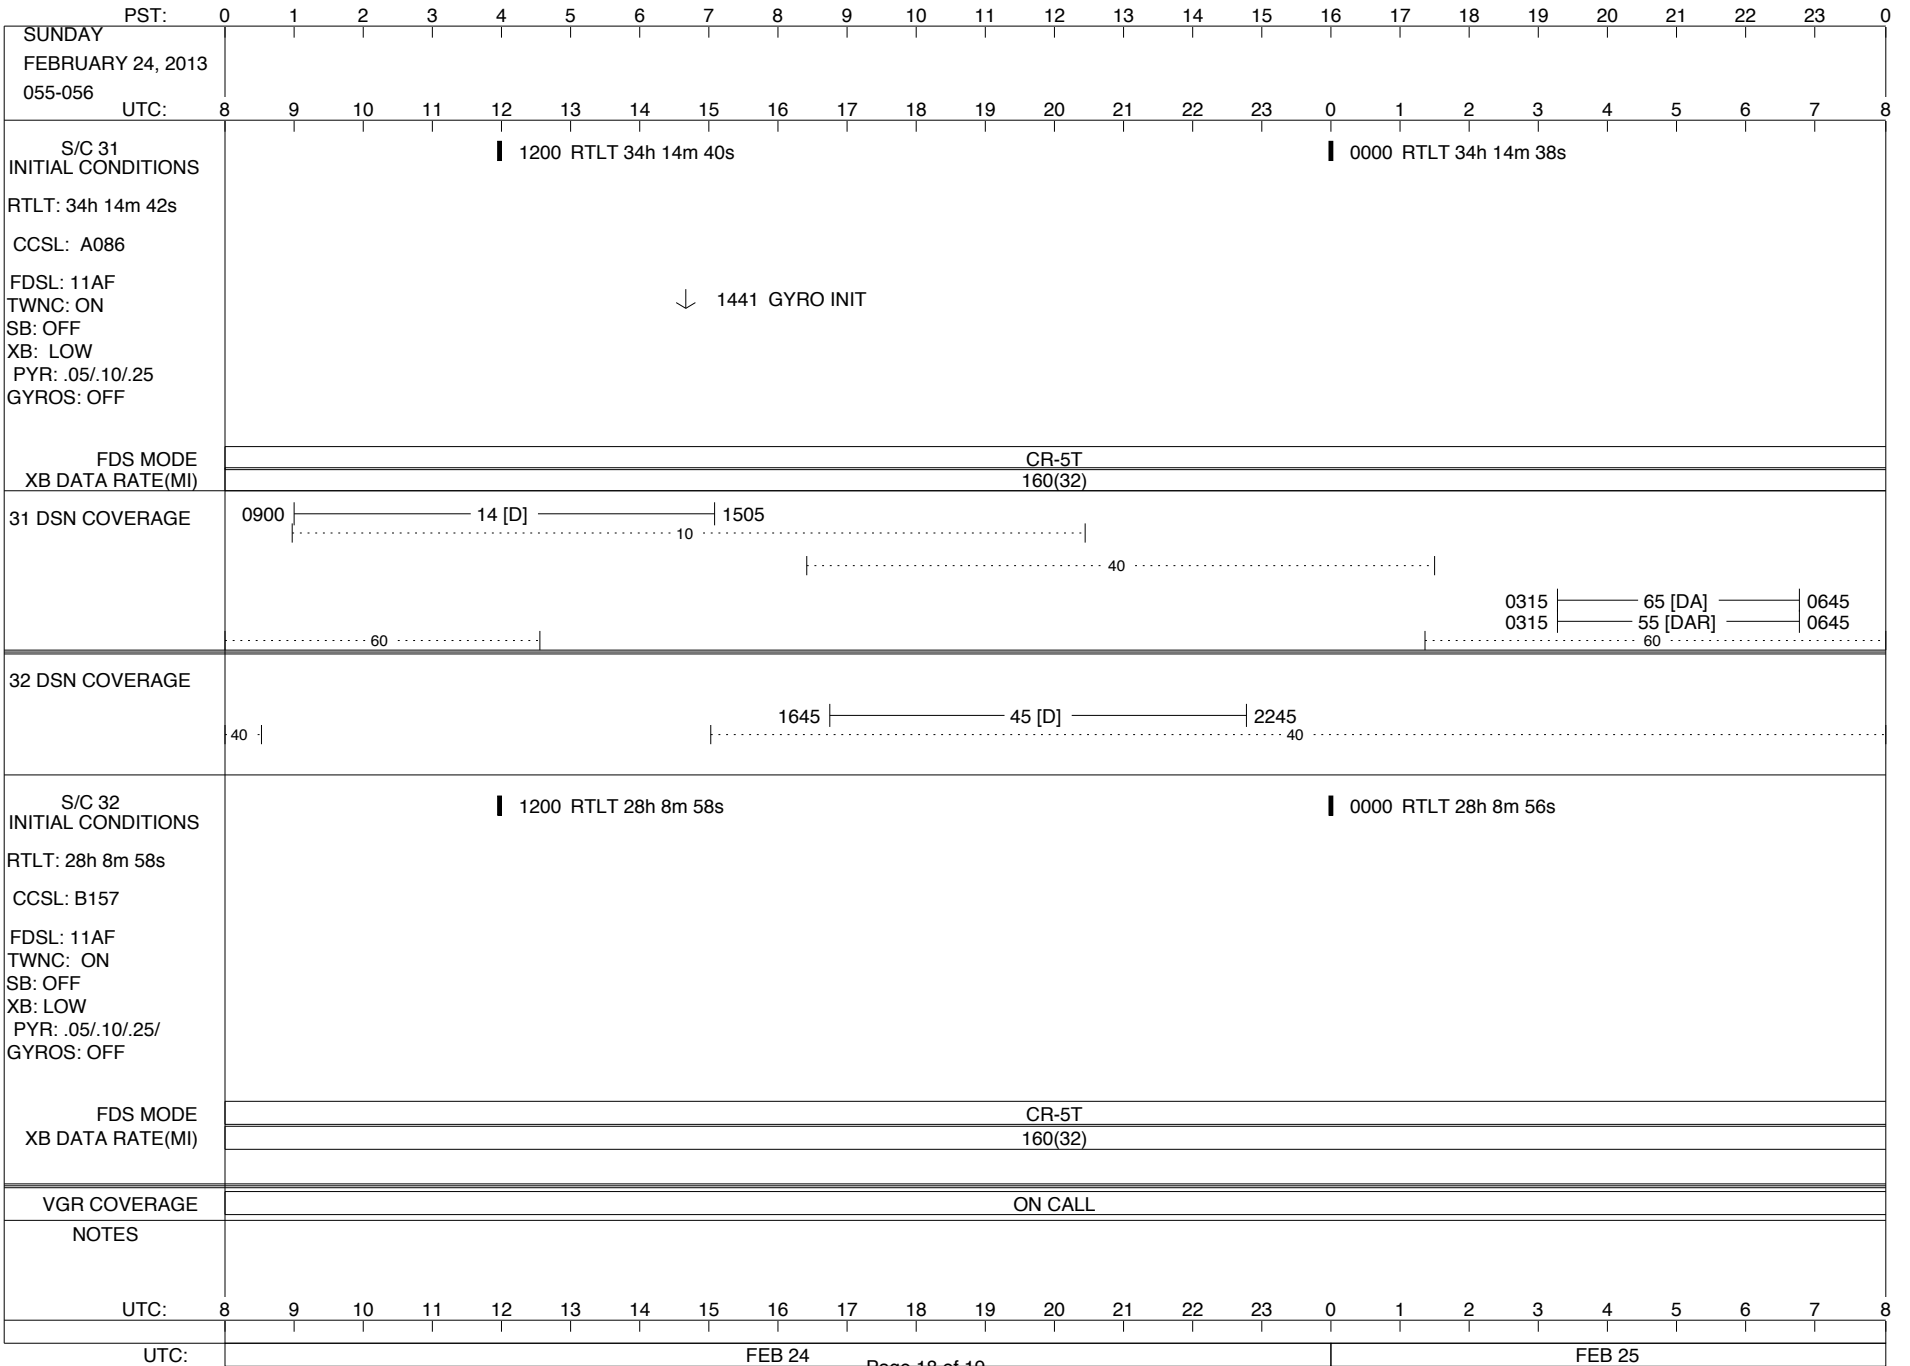 PST: 0 1 2 3 4 5 6 7 8 9 10 11 12 13 14 15 16 17 18 19 20 21 22 23 0
SUNDAY
FEBRUARY 24, 2013
055-056
UTC: 8 9 10 11 12 13 14 15 16 17 18 19 20 21 22 23 0 1 2 3 4 5 6 7 8
S/C 31
INITIAL CONDITIONS
1200 RTLT 34h 14m 40s
0000 RTLT 34h 14m 38s
RTLT: 34h 14m 42s
CCSL: A086
FDSL: 11AF
TWNC: ON
SB: OFF
XB: LOW
PYR: .05/.10/.25
GYROS: OFF
1441 GYRO INIT
FDS MODE CR-5T
XB DATA RATE(MI) 160(32)
31 DSN COVERAGE
0900 14 [D] 1505
10
40
0315 65 [DA] 0645
0315 55 [DAR] 0645
60 60
32 DSN COVERAGE
1645 45 [D] 2245
40 40
S/C 32
INITIAL CONDITIONS
1200 RTLT 28h 8m 58s
0000 RTLT 28h 8m 56s
RTLT: 28h 8m 58s
CCSL: B157
FDSL: 11AF
TWNC: ON
SB: OFF
XB: LOW
PYR: .05/.10/.25/
GYROS: OFF
FDS MODE CR-5T
XB DATA RATE(MI) 160(32)
VGR COVERAGE ON CALL
NOTES
UTC: 8 9 10 11 12 13 14 15 16 17 18 19 20 21 22 23 0 1 2 3 4 5 6 7 8
UTC: FEB 24 FEB 25
Page 18 of 19